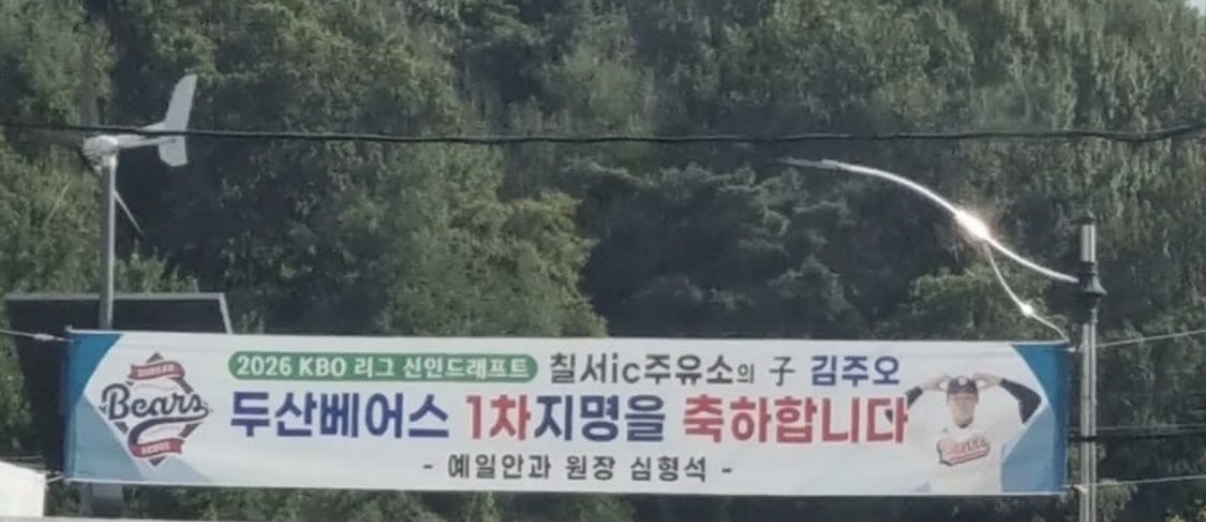 2026 KBO 리그 신인드래프트 칠서ic주유소의 子 김주오
Bears
두산베어스 1차지명을 축하합니다
- 예일안과 원장 심형석 -